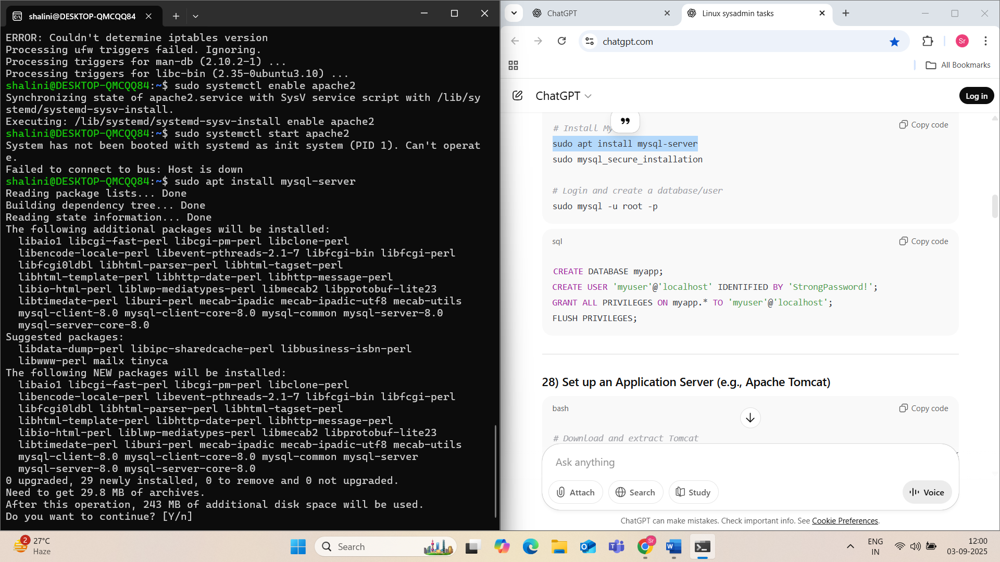 shalini@DESKTOP-QMCQQ84
ERROR: Couldn't determine iptables version
Processing ufw triggers failed. Ignoring.
Processing triggers for man-db (2.10.2-1) ...
Processing triggers for libc-bin (2.35-0ubuntu3.10) ...
shalini@DESKTOP-QMCQQ84:~$ sudo systemctl enable apache2
Synchronizing state of apache2.service with SysV service script with /lib/sy
stemd/systemd-sysv-install.
Executing: /lib/systemd/systemd-sysv-install enable apache2
shalini@DESKTOP-QMCQQ84:~$ sudo systemctl start apache2
System has not been booted with systemd as init system (PID 1). Can't operat
e.
Failed to connect to bus: Host is down
shalini@DESKTOP-QMCQQ84:~$ sudo apt install mysql-server
Reading package lists... Done
Building dependency tree... Done
Reading state information... Done
The following additional packages will be installed:
libaio1 libcgi-fast-perl libcgi-pm-perl libclone-perl
libencode-locale-perl libevent-pthreads-2.1-7 libfcgi-bin libfcgi-perl
libfcgi0ldbl libhtml-parser-perl libhtml-tagset-perl
libhtml-template-perl libhttp-date-perl libhttp-message-perl
libio-html-perl liblwp-mediatypes-perl libmecab2 libprotobuf-lite23
libtimedate-perl liburi-perl mecab-ipadic mecab-ipadic-utf8 mecab-utils
mysql-client-8.0 mysql-client-core-8.0 mysql-common mysql-server-8.0
mysql-server-core-8.0
Suggested packages:
libdata-dump-perl libipc-sharedcache-perl libbusiness-isbn-perl
libwww-perl mailx tinyca
The following NEW packages will be installed:
libaio1 libcgi-fast-perl libcgi-pm-perl libclone-perl
libencode-locale-perl libevent-pthreads-2.1-7 libfcgi-bin libfcgi-perl
libfcgi0ldbl libhtml-parser-perl libhtml-tagset-perl
libhtml-template-perl libhttp-date-perl libhttp-message-perl
libio-html-perl liblwp-mediatypes-perl libmecab2 libprotobuf-lite23
libtimedate-perl liburi-perl mecab-ipadic mecab-ipadic-utf8 mecab-utils
mysql-client-8.0 mysql-client-core-8.0 mysql-common mysql-server
mysql-server-8.0 mysql-server-core-8.0
0 upgraded, 29 newly installed, 0 to remove and 0 not upgraded.
Need to get 29.8 MB of archives.
After this operation, 243 MB of additional disk space will be used.
Do you want to continue? [Y/n]
ChatGPT
Linux sysadmin tasks
chatgpt.com
Sr
All Bookmarks
ChatGPT
Log in
# Install My
Copy code
sudo apt install mysql-server
sudo mysql_secure_installation
# Login and create a database/user
sudo mysql -u root -p
sql
Copy code
CREATE DATABASE myapp;
CREATE USER 'myuser'@'localhost' IDENTIFIED BY 'StrongPassword!';
GRANT ALL PRIVILEGES ON myapp.* TO 'myuser'@'localhost';
FLUSH PRIVILEGES;
28) Set up an Application Server (e.g., Apache Tomcat)
bash
Copy code
# Download and extract Tomcat
Ask anything
Attach
Search
Study
Voice
ChatGPT can make mistakes. Check important info. See Cookie Preferences.
2
27°C
Haze
Search
Sr
ENG
IN
12:00
03-09-2025